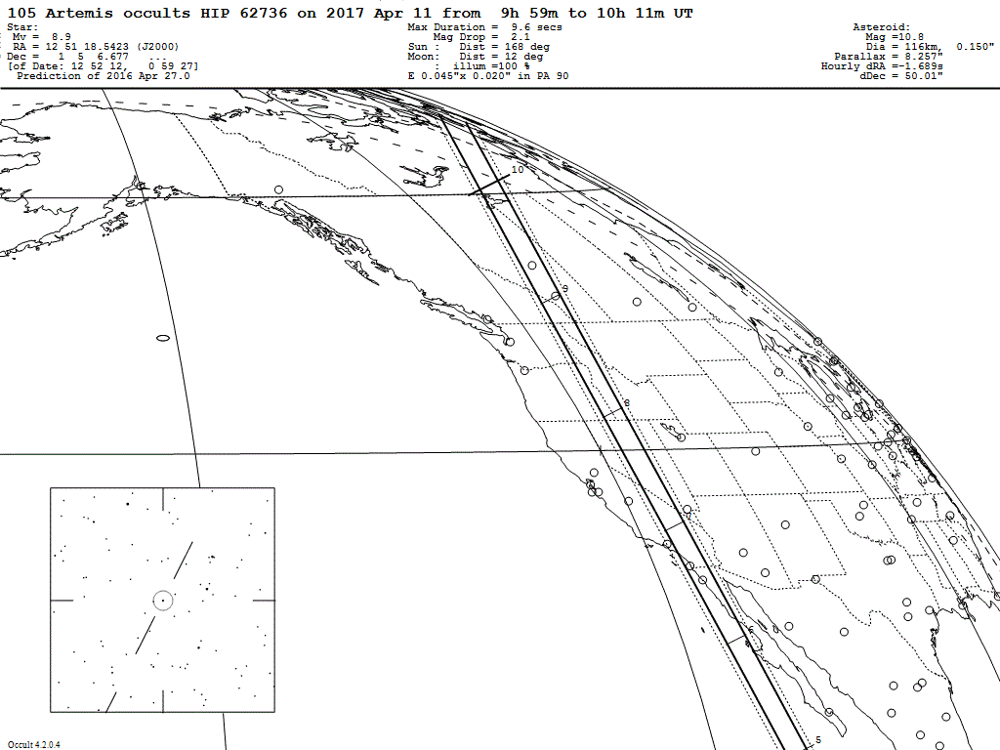 105 Artemis occults HIP 62736 on 2017 Apr 11 from  9h 59m to 10h 11m UT
Star:
Mv =  8.9
RA = 12 51 18.5423 (J2000)
Dec =   1  5  6.677   ...
[of Date: 12 52 12,   0 59 27]
Prediction of 2016 Apr 27.0
Max Duration =  9.6 secs
Mag Drop =  2.1
Sun :   Dist = 168 deg
Moon:   Dist = 12 deg
:  illum =100 %
E 0.045"x 0.020" in PA 90
Asteroid:
Mag =10.8
Dia = 116km,  0.150"
Parallax = 8.257"
Hourly dRA =-1.689s
dDec = 50.01"
10
9
8
7
6
5
Occult 4.2.0.4